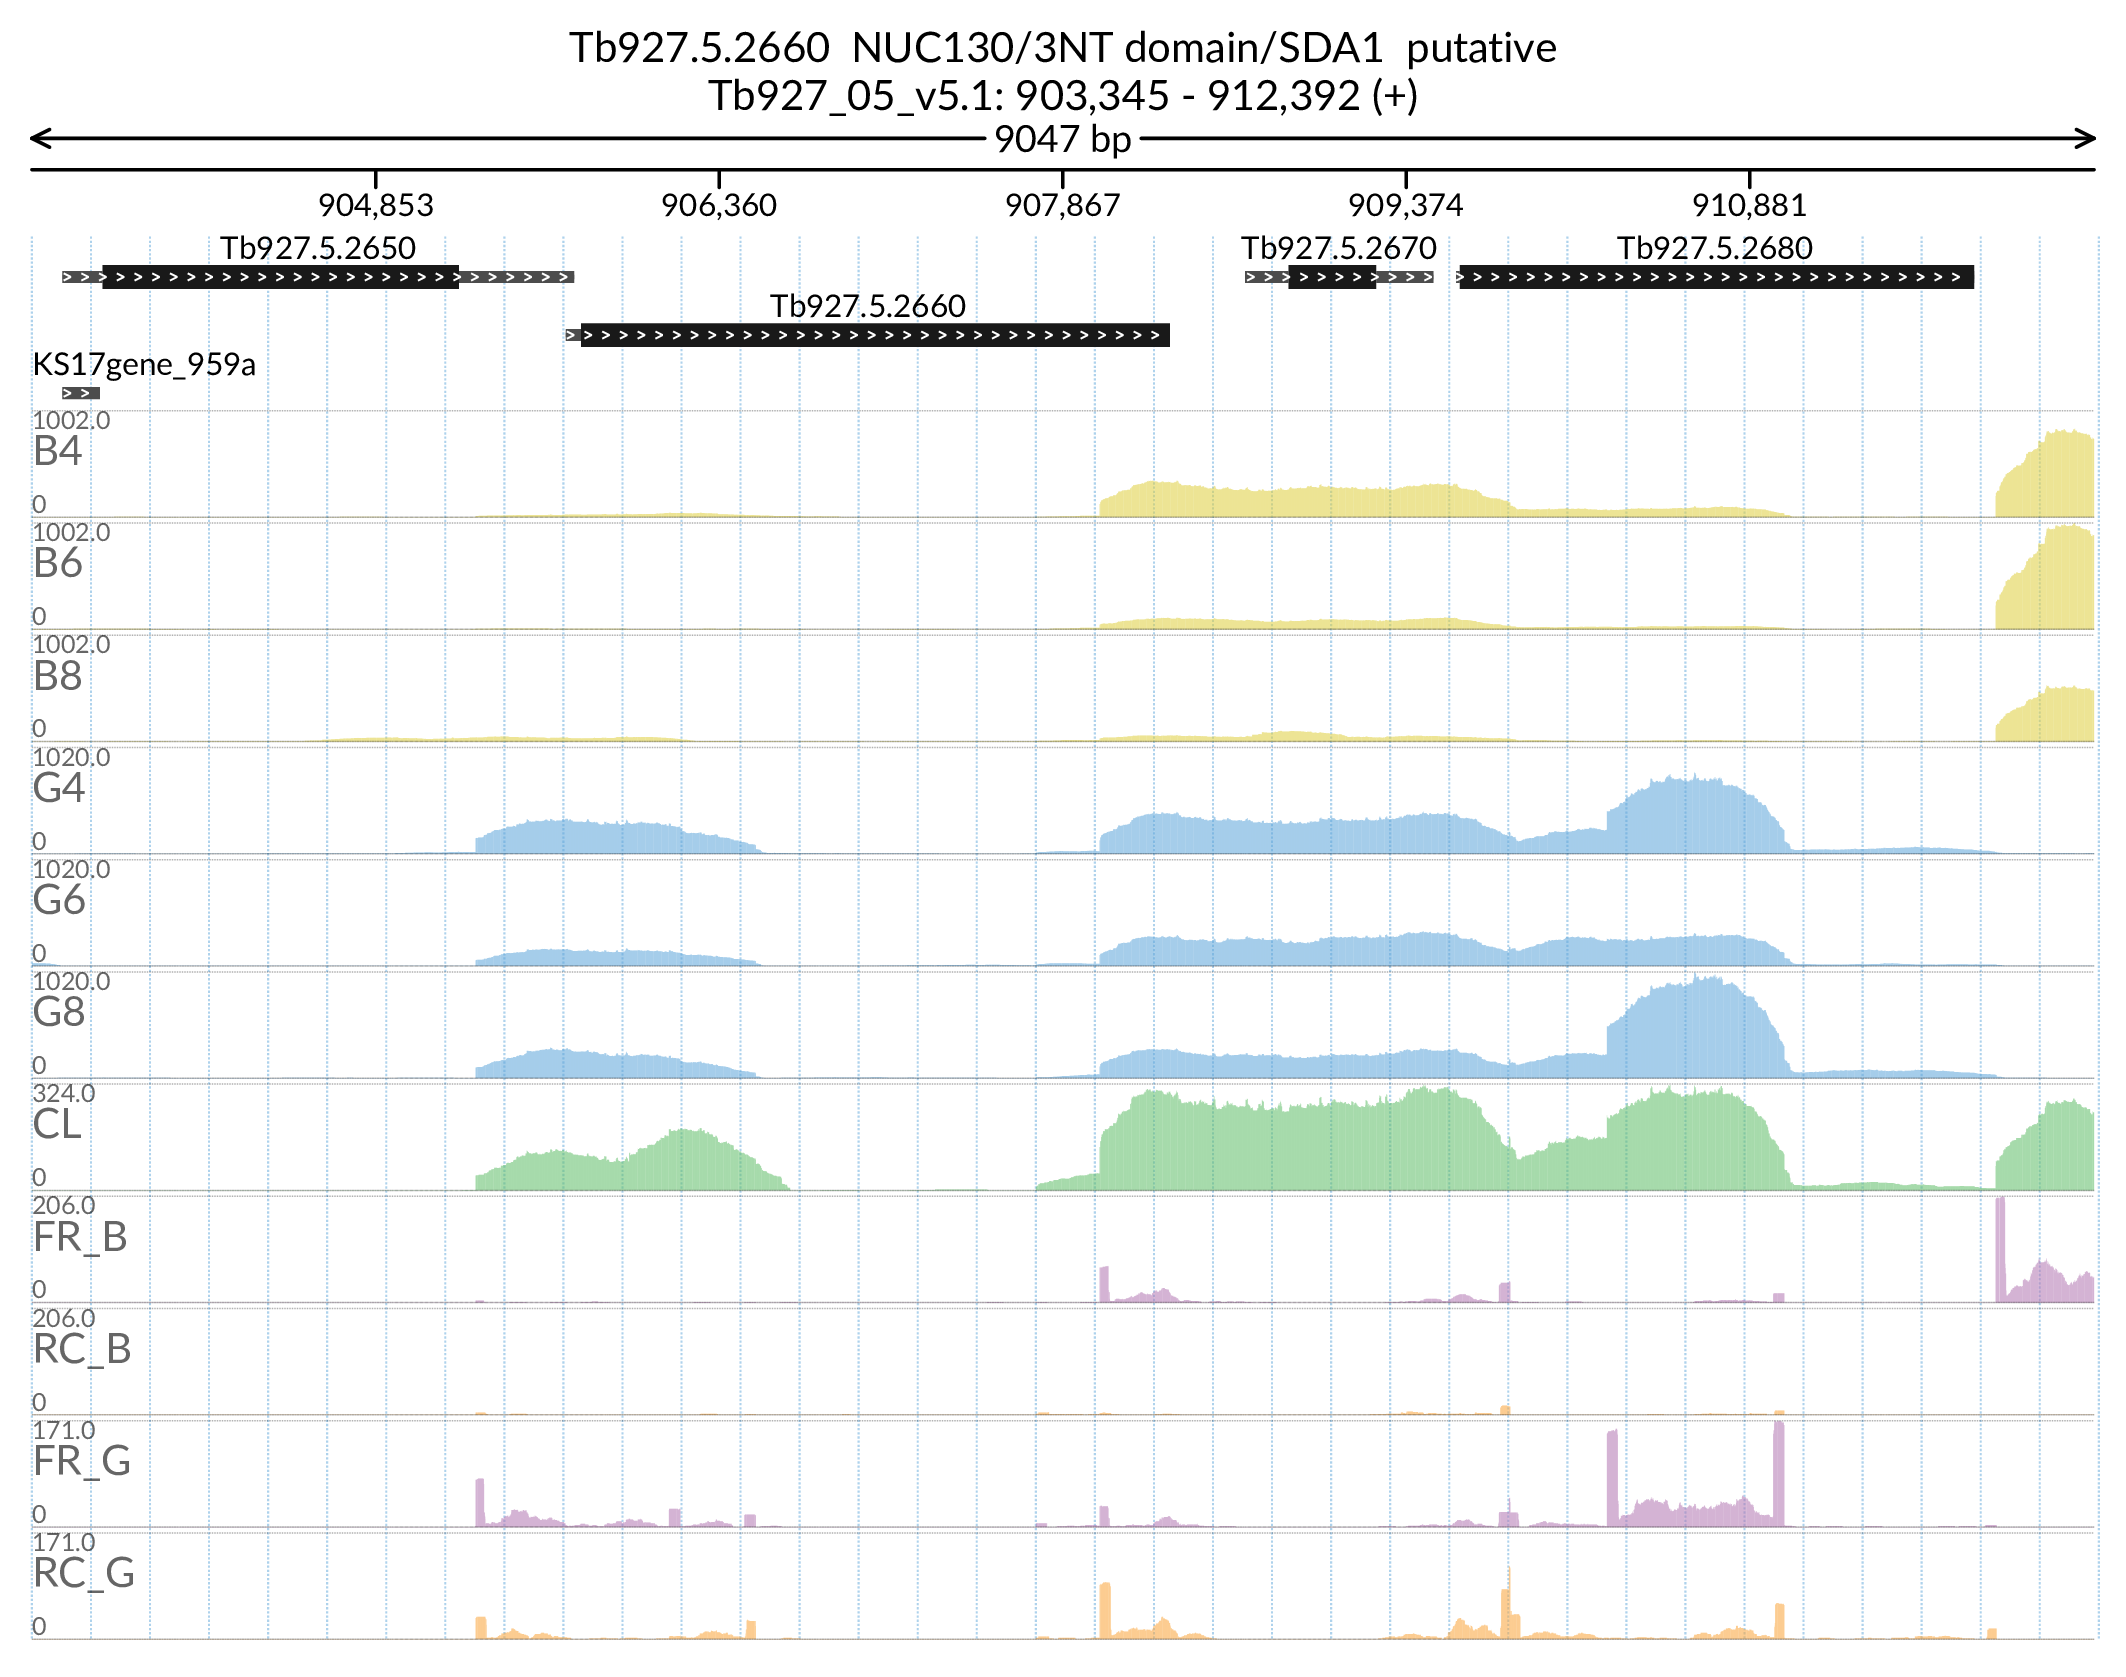 Tb927.5.2660 NUC130/3NT domain/SDA1 putative
Tb927_05_v5.1: 903,345 - 912,392 (+)
9047 bp
904,853 906,360 907,867 909,374 910,881
Tb927.5.2650 Tb927.5.2670 Tb927.5.2680
Tb927.5.2660
KS17gene_959a
1002.0
B4
0
1002.0
B6
0
1002.0
B8
0
1020.0
G4
0
1020.0
G6
0
1020.0
G8
0
324.0
CL
0
206.0
FR_B
0
206.0
RC_B
0
171.0
FR_G
0
171.0
RC_G
0